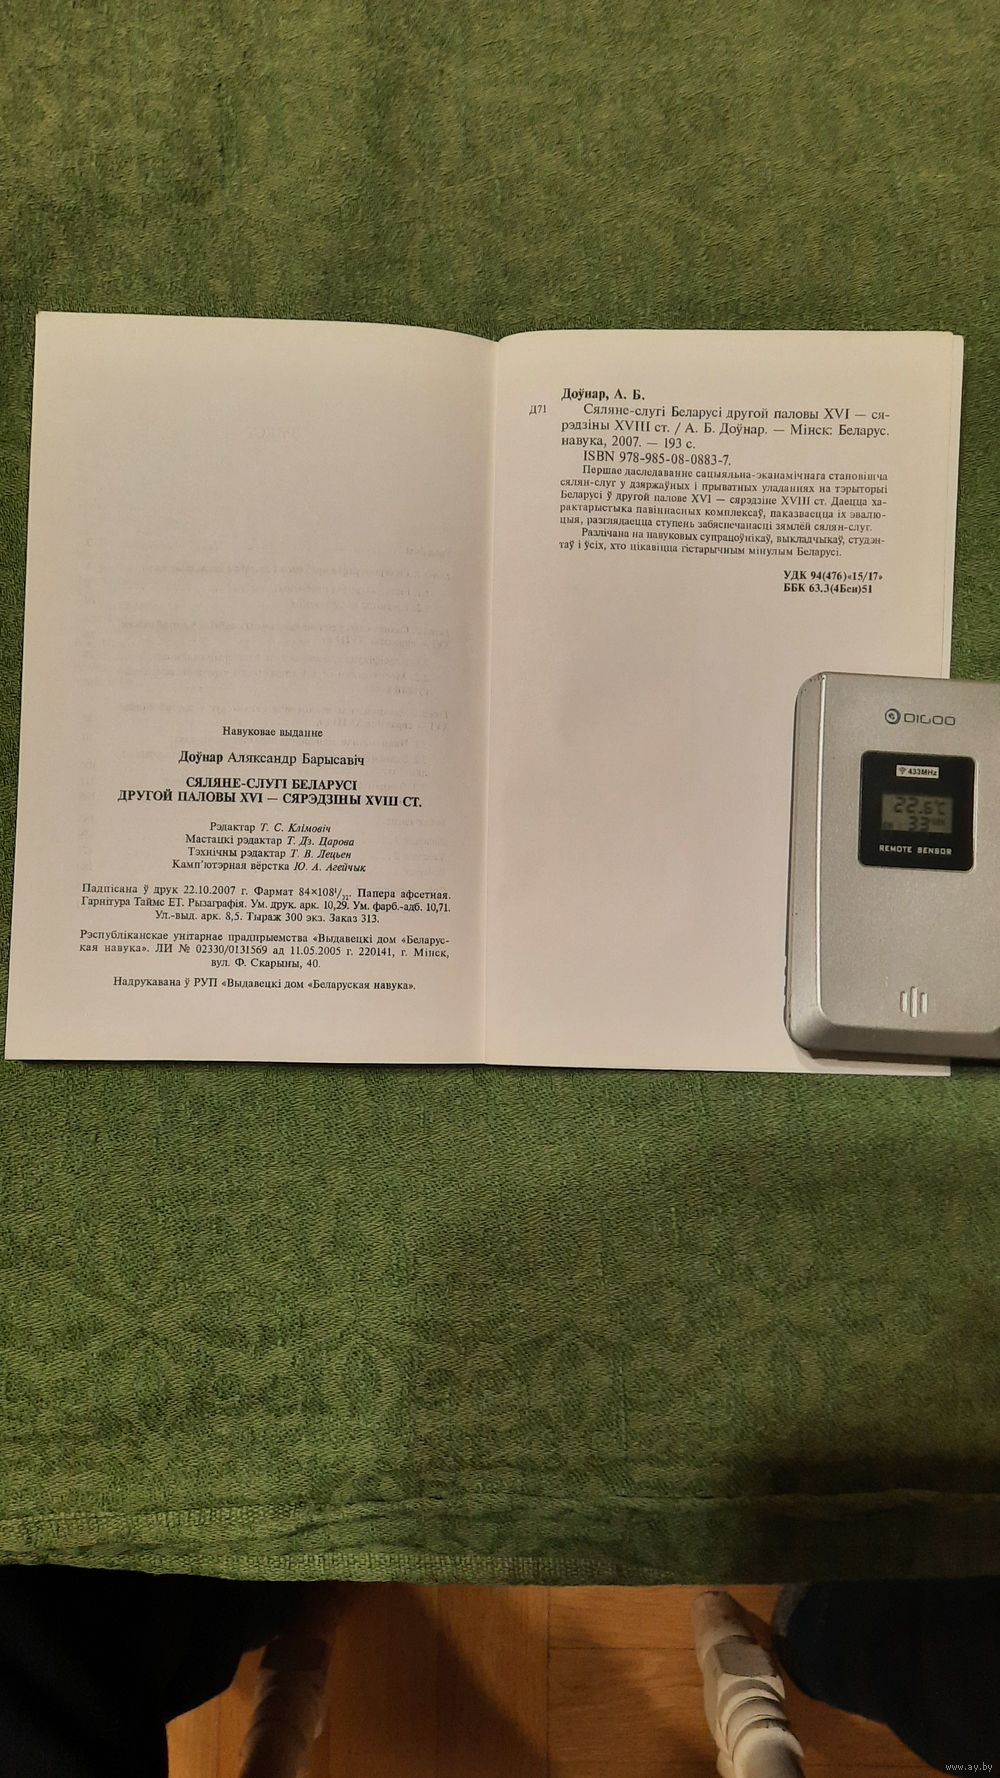 Навуковае выданне
Доўнар Аляксандр Барысавіч
СЯЛЯНЕ-СЛУГІ БЕЛАРУСІ
ДРУГОЙ ПАЛОВЫ XVI — СЯРЭДЗІНЫ XVIII СТ.
Рэдактар Т. С. Клімовіч
Мастацкі рэдактар Т. Дз. Царова
Тэхнічны рэдактар Т. В. Лецьен
Камп'ютэрная вёрстка Ю. А. Агейчык
Падпісана ў друк 22.10.2007 г. Фармат 84×108¹/₃₂. Папера афсетная.
Гарнітура Таймс ЕТ. Рызаграфія. Ум. друк. арк. 10,29. Ум. фарб.-адб. 10,71.
Ул.-выд. арк. 8,5. Тыраж 300 экз. Заказ 313.
Рэспубліканскае унітарнае прадпрыемства «Выдавецкі дом «Беларус-
кая навука». ЛИ № 02330/0131569 ад 11.05.2005 г. 220141, г. Мінск,
вул. Ф. Скарыны, 40.
Надрукавана ў РУП «Выдавецкі дом «Беларуская навука».
Доўнар, А. Б.
Д71 Сяляне-слугі Беларусі другой паловы XVI — ся-
рэдзіны XVIII ст. / А. Б. Доўнар. — Мінск: Беларус.
навука, 2007. — 193 с.
ISBN 978-985-08-0883-7.
Першае даследаванне сацыяльна-эканамічнага становішча
сялян-слуг у дзяржаўных і прыватных уладаннях на тэрыторыі
Беларусі ў другой палове XVI — сярэдзіне XVIII ст. Даецца ха-
рактарыстыка павіннасных комплексаў, паказваецца іх эвалю-
цыя, разглядаецца ступень забяспечанасці зямлёй сялян-слуг.
Разлічана на навуковых супрацоўнікаў, выкладчыкаў, студэн-
таў і ўсіх, хто цікавіцца гістарычным мінулым Беларусі.
УДК 94(476)«15/17»
ББК 63.3(4Беи)51
DIGOO
433MHz
22.6°C
33%
REMOTE SENSOR
www.ay.by